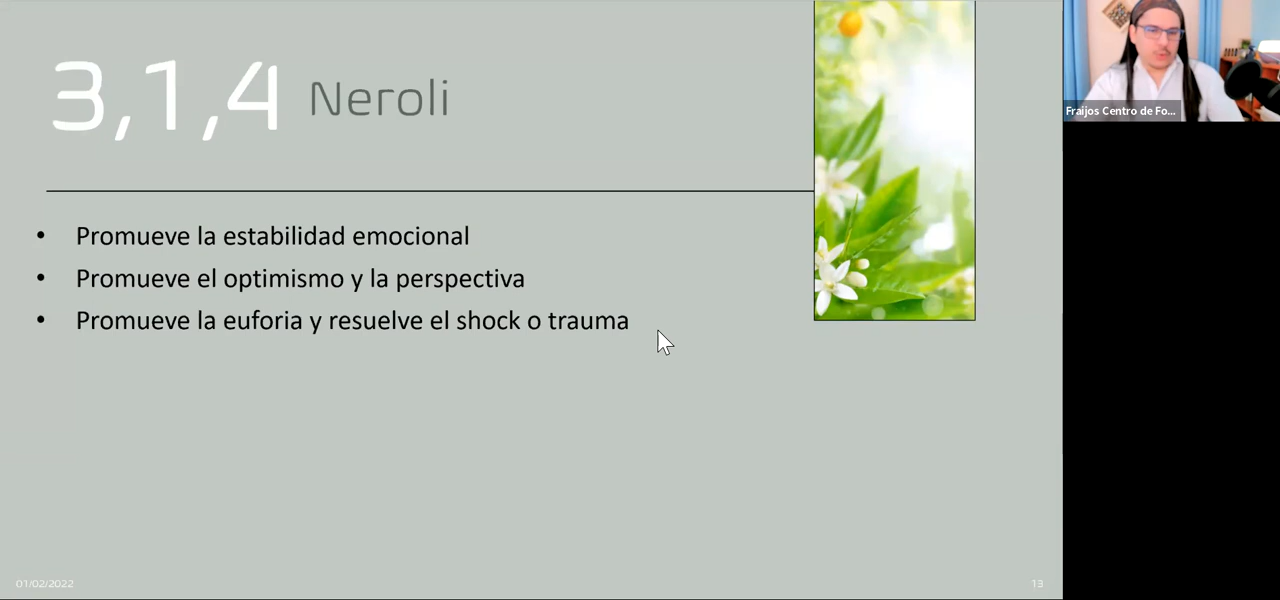 3,1,4 Neroli
• Promueve la estabilidad emocional
• Promueve el optimismo y la perspectiva
• Promueve la euforia y resuelve el shock o trauma
01/02/2022
13
Fraijos Centro de Fo...